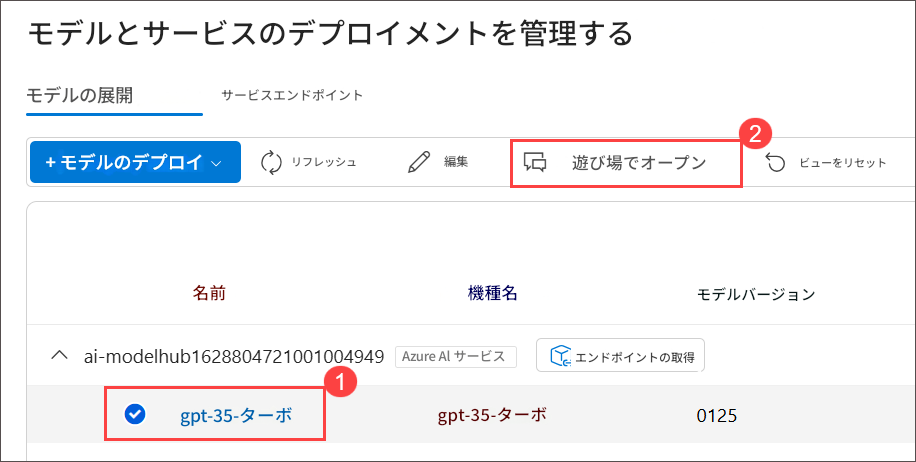 モデルとサービスのデプロイメントを管理する
モデルの展開 サービスエンドポイント
2
+ モデルのデプロイ リフレッシュ 編集 遊び場でオープン ビューをリセット
名前 機種名 モデルバージョン
ai-modelhub1628804721001004949 Azure AI サービス エンドポイントの取得
1
gpt-35-ターボ gpt-35-ターボ 0125